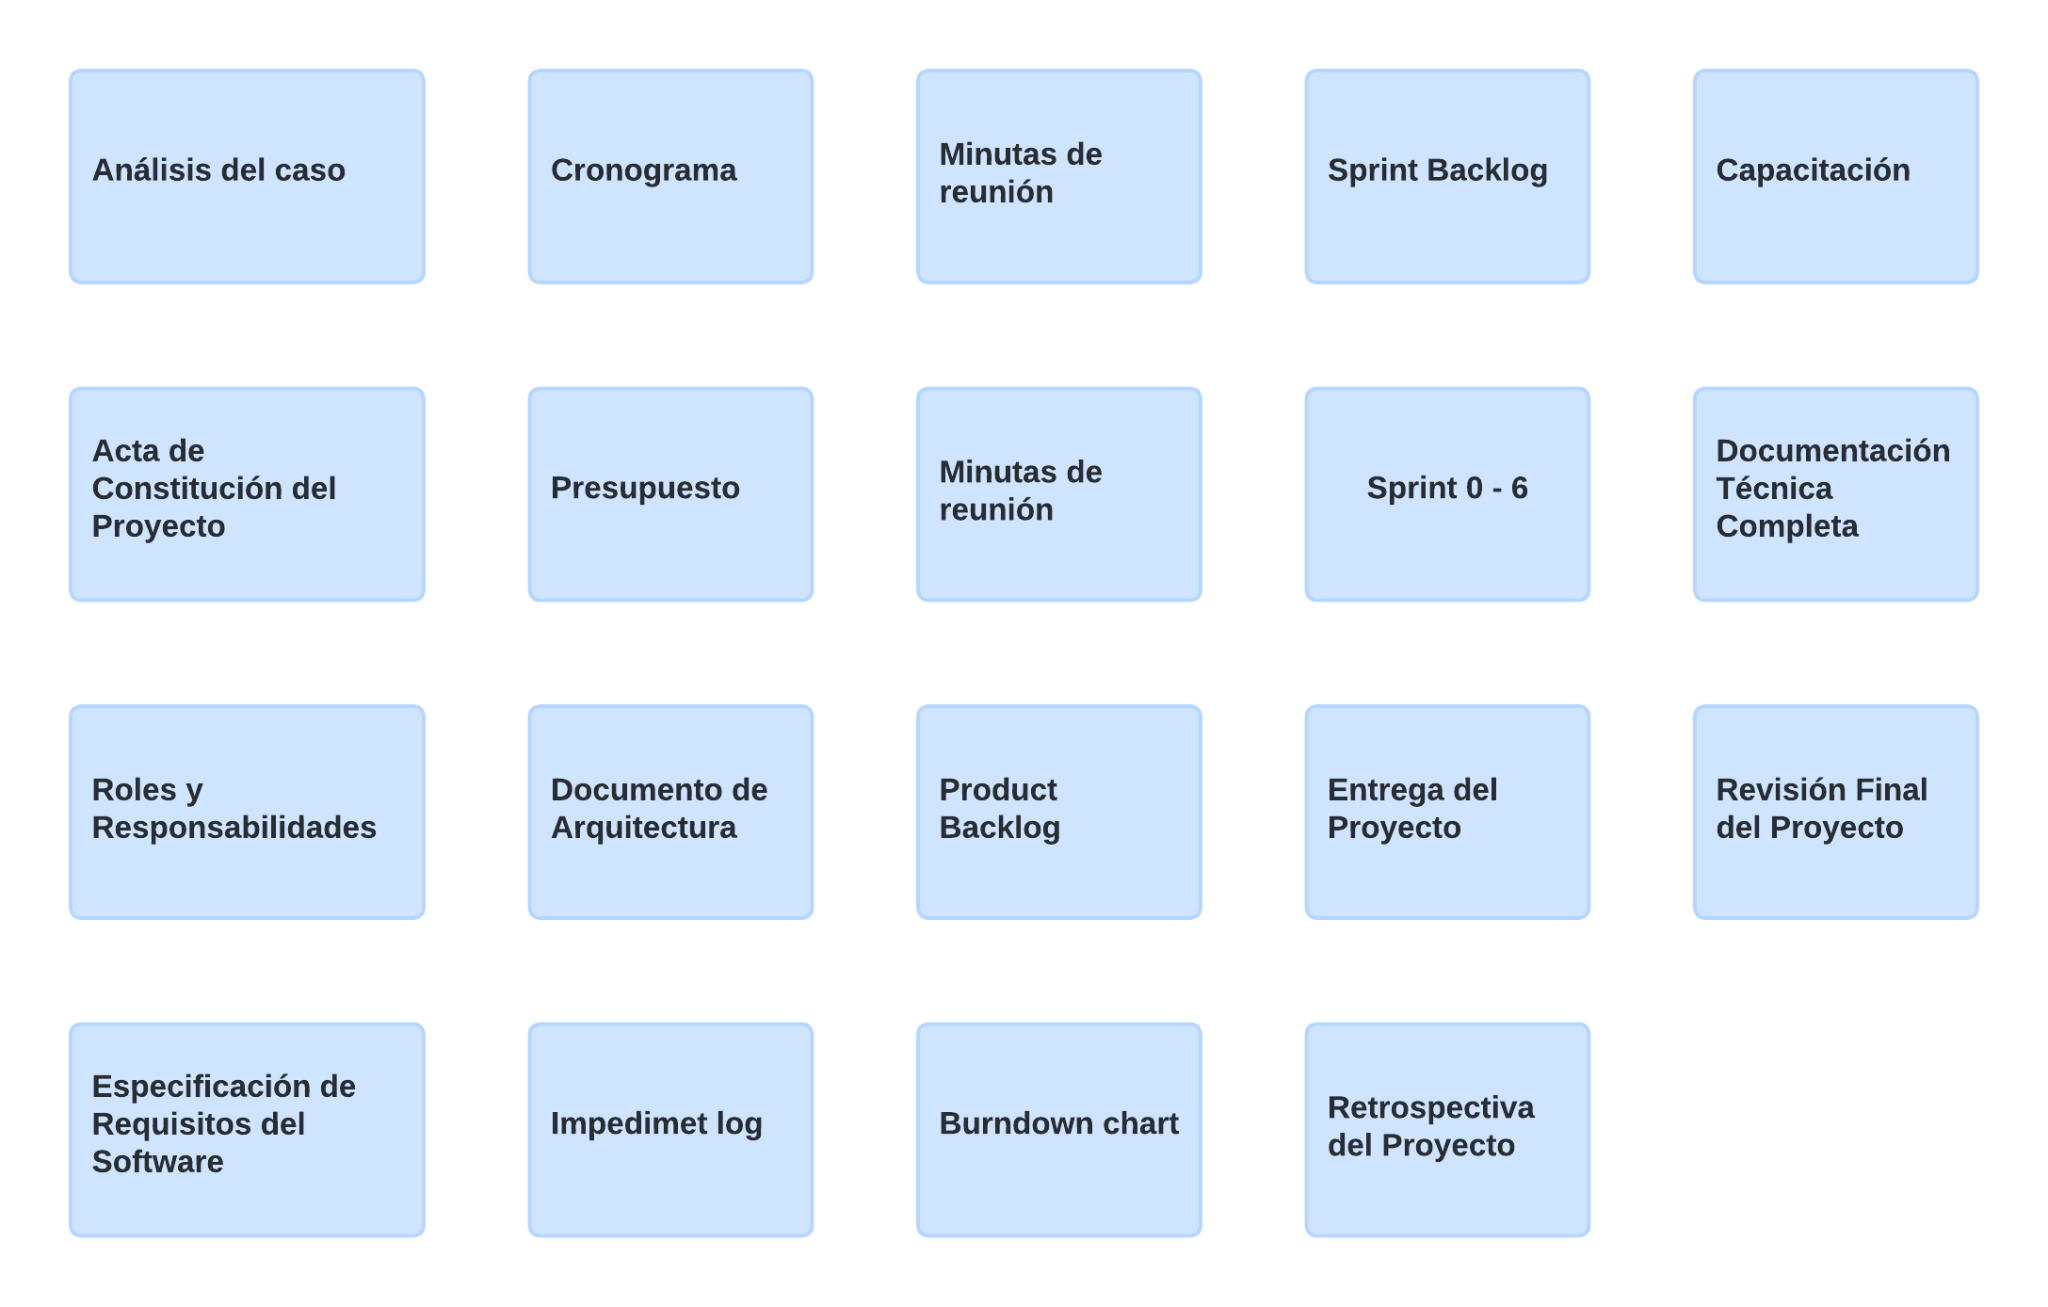 Análisis del caso
Cronograma
Minutas de
reunión
Sprint Backlog
Capacitación
Acta de
Constitución del
Proyecto
Presupuesto
Minutas de
reunión
Sprint 0 - 6
Documentación
Técnica
Completa
Roles y
Responsabilidades
Documento de
Arquitectura
Product
Backlog
Entrega del
Proyecto
Revisión Final
del Proyecto
Especificación de
Requisitos del
Software
Impedimet log
Burndown chart
Retrospectiva
del Proyecto